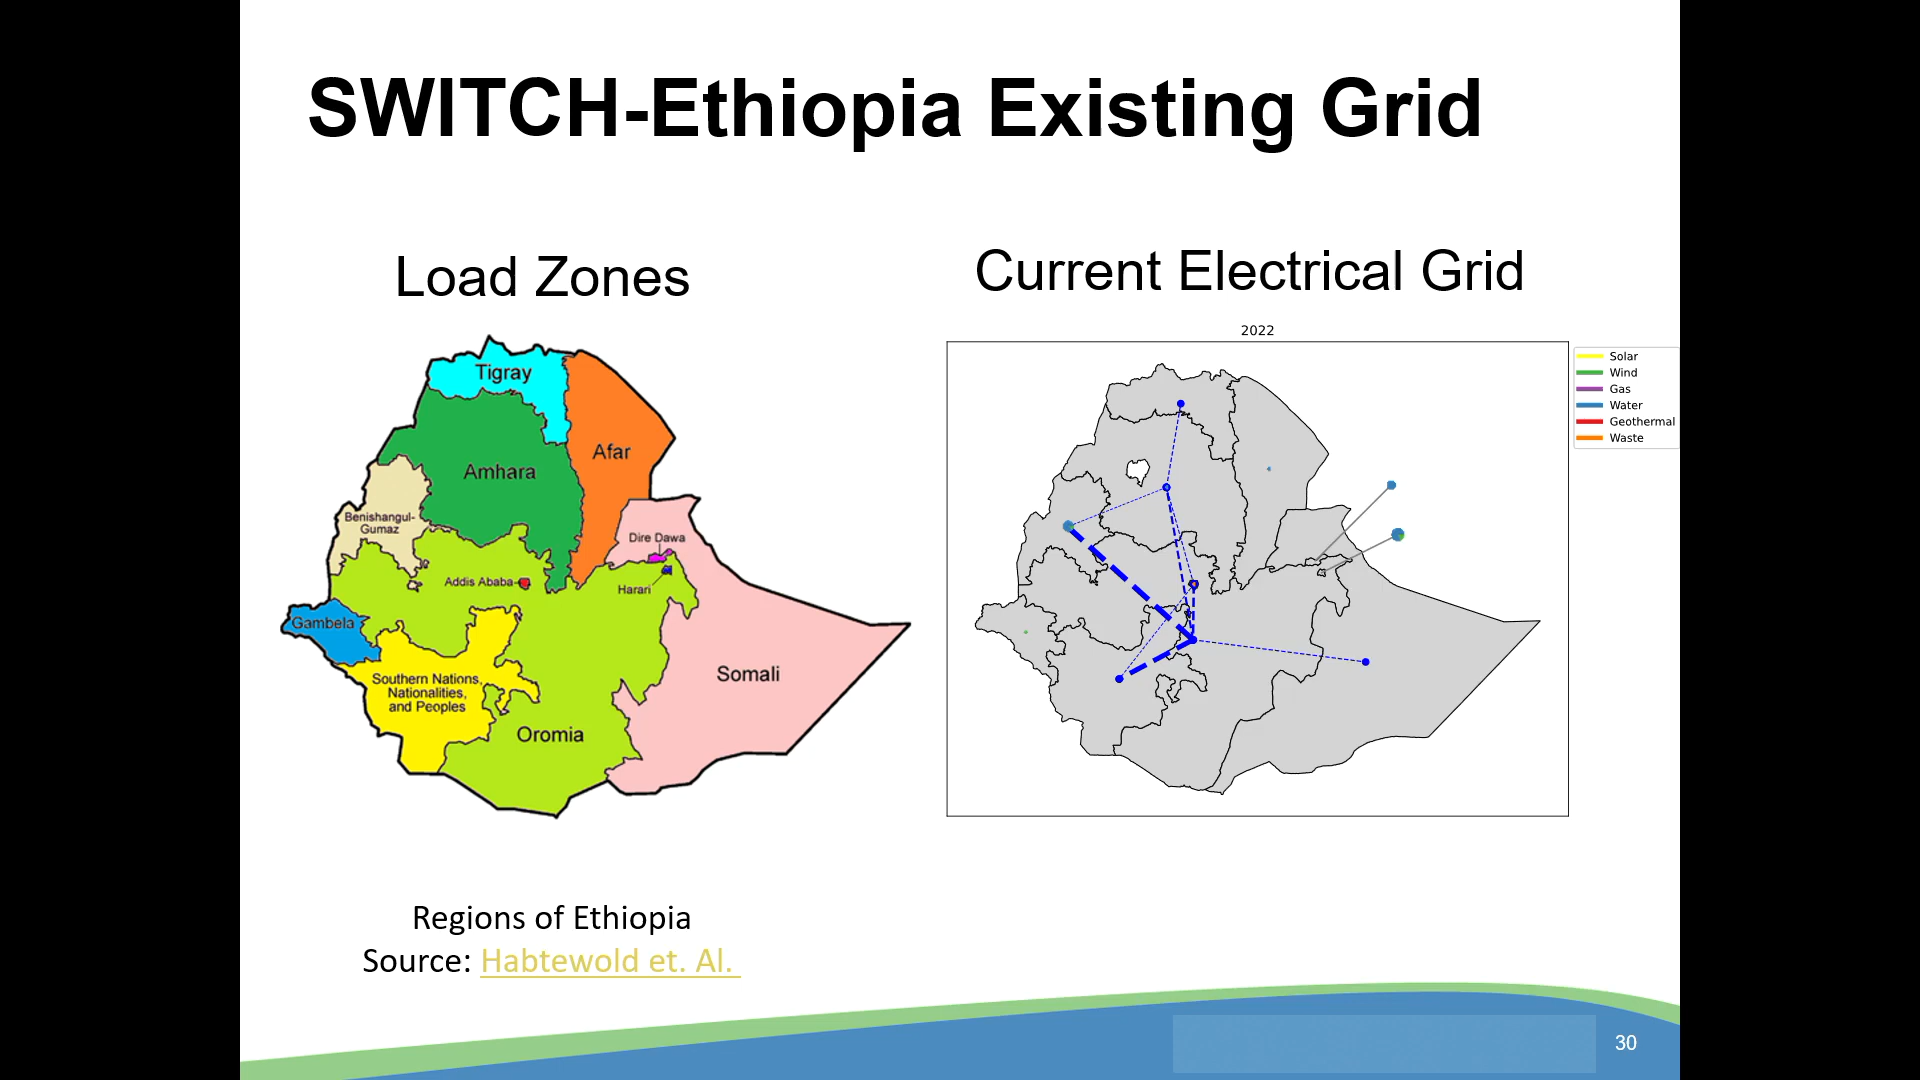 SWITCH-Ethiopia Existing Grid
Load Zones
Current Electrical Grid
Tigray
Afar
Amhara
Benishangul-
Gumaz
Dire Dawa
Addis Ababa
Harari
Gambela
Southern Nations,
Nationalities,
and Peoples
Somali
Oromia
2022
Solar
Wind
Gas
Water
Geothermal
Waste
Regions of Ethiopia
Source: Habtewold et. Al.
30